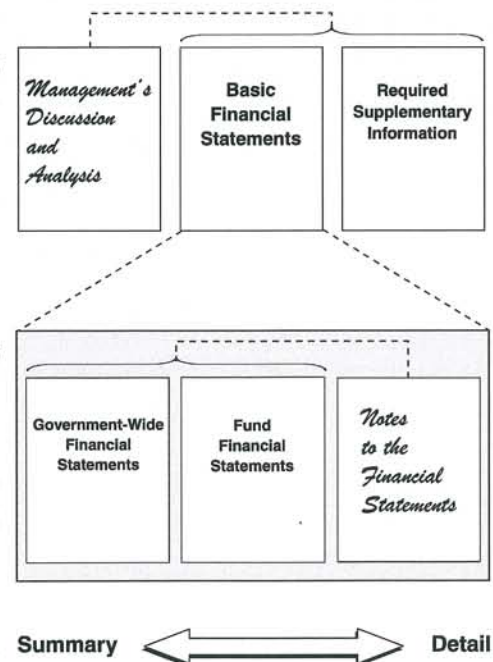 Management's
Discussion
and
Analysis
Basic
Financial
Statements
Required
Supplementary
Information
Government-Wide
Financial
Statements
Fund
Financial
Statements
Notes
to the
Financial
Statements
Summary
Detail